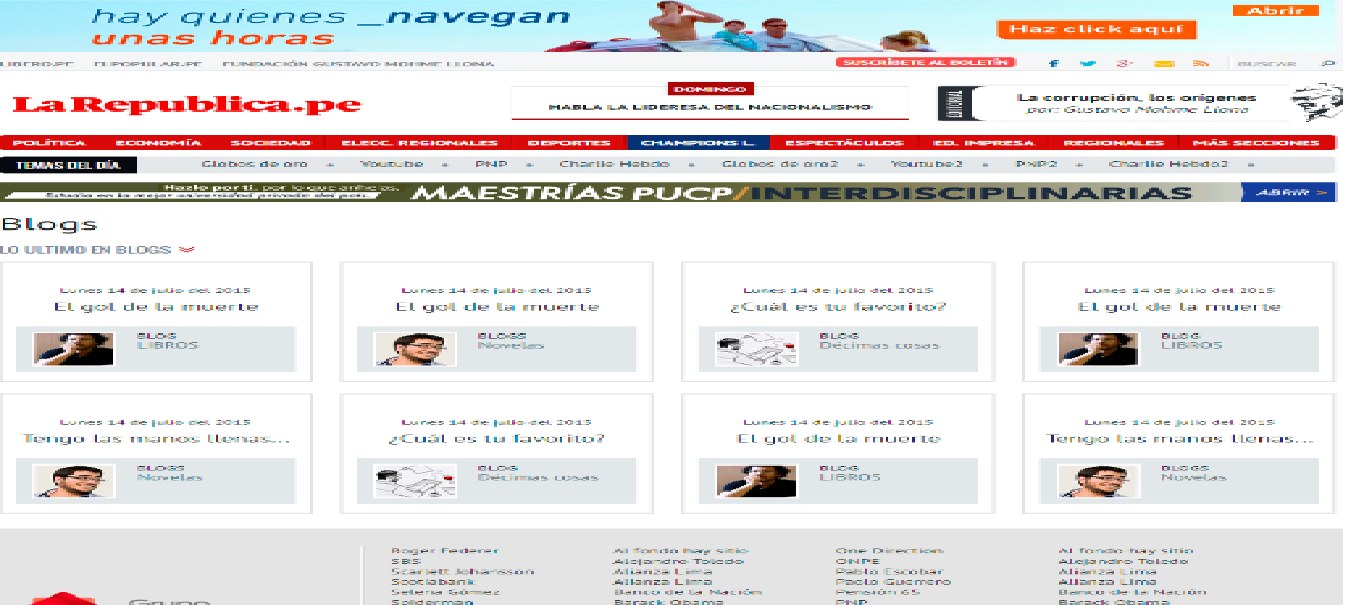 hay quienes _navegan
unas horas
Abrir
Haz click aquí
LIBERO.PE ELPOPULAR.PE FUNDACIÓN GUSTAVO MOHME LLONA
SUSCRÍBETE AL BOLETÍN
BUSCAR
LaRepublica.pe
DOMINGO
HABLA LA LIDERESA DEL NACIONALISMO
EDITORIAL
La corrupción, los orígenes
por: Gustavo Mohme Llona
POLÍTICA ECONOMÍA SOCIEDAD ELECC. REGIONALES DEPORTES CHAMPIONS L. ESPECTÁCULOS ED. IMPRESA REGIONALES MÁS SECCIONES
TEMAS DEL DÍA Globos de oro Youtube PNP Charlie Hebdo Globos de oro2 Youtube2 PNP2 Charlie Hebdo2
Hazlo por ti, por lo que anhelas.
Estudia en la mejor universidad privada del país.
MAESTRÍAS PUCP/INTERDISCIPLINARIAS
ABRIR >
Blogs
LO ULTIMO EN BLOGS
Lunes 14 de julio del 2015
El gol de la muerte
BLOG
LIBROS
Lunes 14 de julio del 2015
El gol de la muerte
BLOGS
Novelas
Lunes 14 de julio del 2015
¿Cuál es tu favorito?
BLOG
Décimas cosas
Lunes 14 de julio del 2015
El gol de la muerte
BLOG
LIBROS
Lunes 14 de julio del 2015
Tengo las manos llenas...
BLOGS
Novelas
Lunes 14 de julio del 2015
¿Cuál es tu favorito?
BLOG
Décimas cosas
Lunes 14 de julio del 2015
El gol de la muerte
BLOG
LIBROS
Lunes 14 de julio del 2015
Tengo las manos llenas...
BLOGS
Novelas
Grupo
Roger Federer
SBS
Scarlett Johansson
Scotiabank
Selena Gómez
Spiderman
Al fondo hay sitio
Alejandro Toledo
Alianza Lima
Alianza Lima
Banco de la Nación
Barack Obama
One Direction
ONPE
Pablo Escobar
Paolo Guerrero
Pensión 65
PNP
Al fondo hay sitio
Alejandro Toledo
Alianza Lima
Alianza Lima
Banco de la Nación
Barack Obama